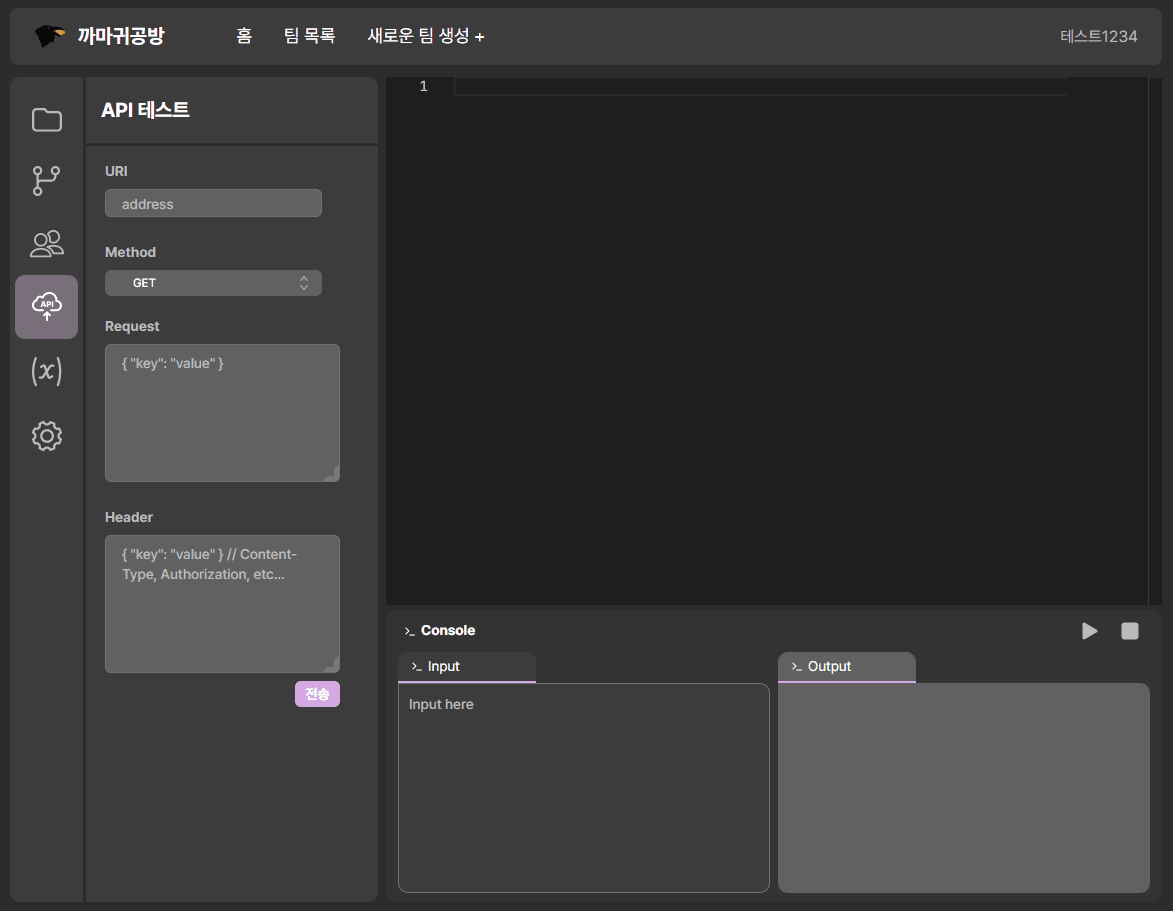 까마귀공방
홈
팀 목록
새로운 팀 생성 +
테스트1234
API 테스트
URI
address
Method
GET
Request
{ "key": "value" }
Header
{ "key": "value" } // Content-
Type, Authorization, etc...
전송
API
(x)
1
>_ Console
>_ Input
Input here
>_ Output